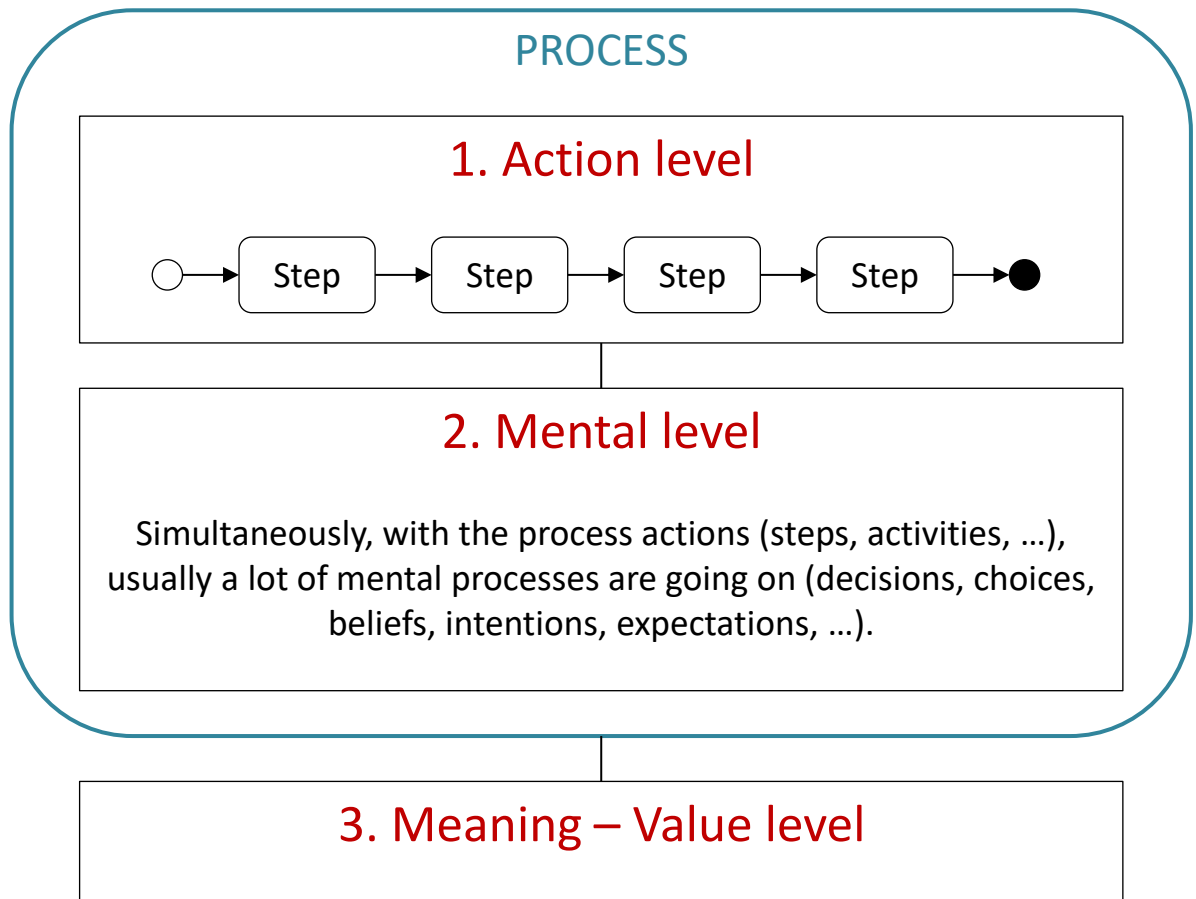 PROCESS
1. Action level
Step
Step
Step
Step
2. Mental level
Simultaneously, with the process actions (steps, activities, …),
usually a lot of mental processes are going on (decisions, choices,
beliefs, intentions, expectations, …).
3. Meaning – Value level